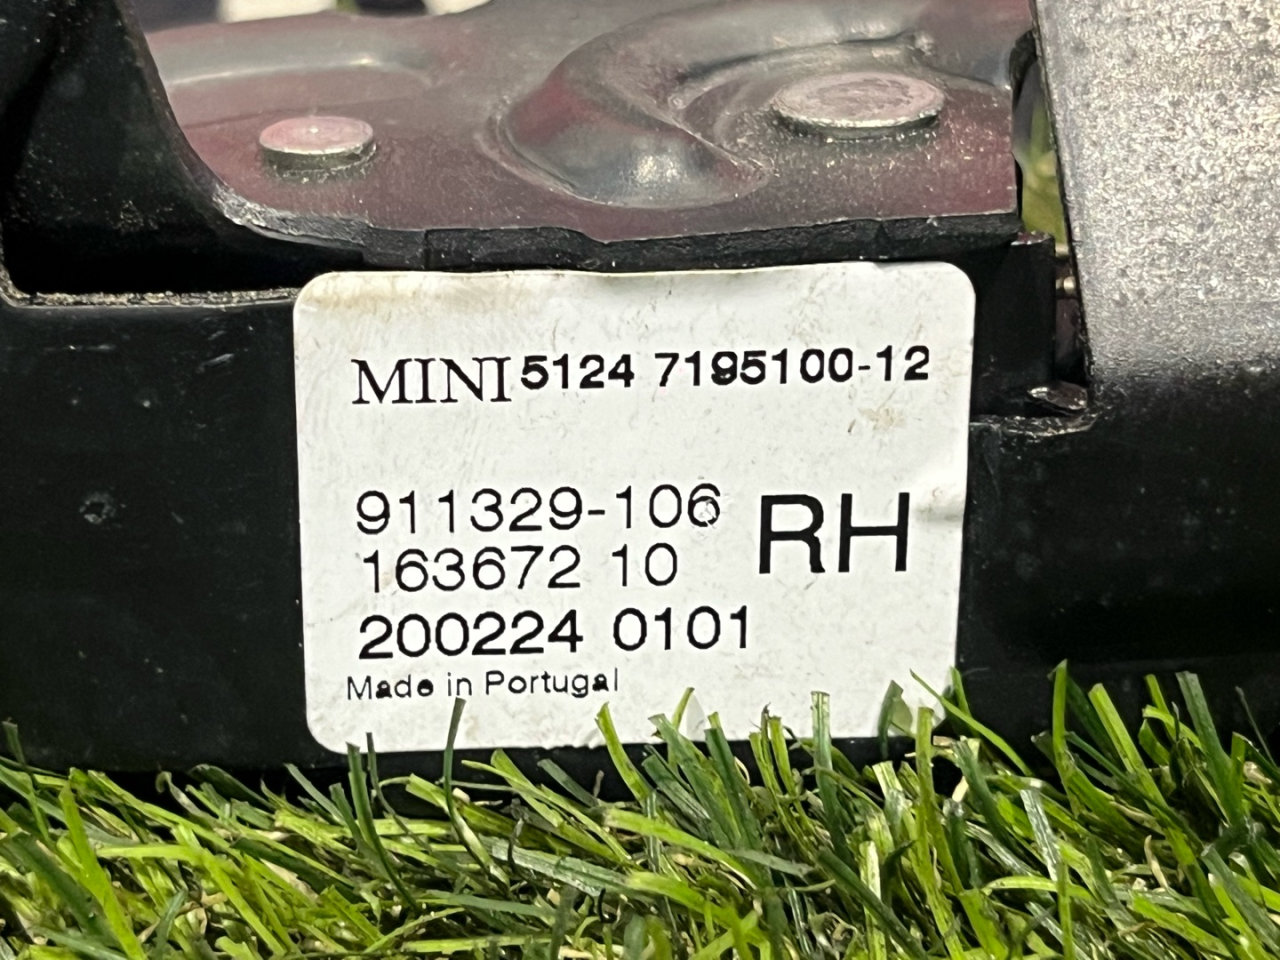 MINI 5124 7195100-12
911329-106
RH
163672 10
200224 0101
Made in Portugal